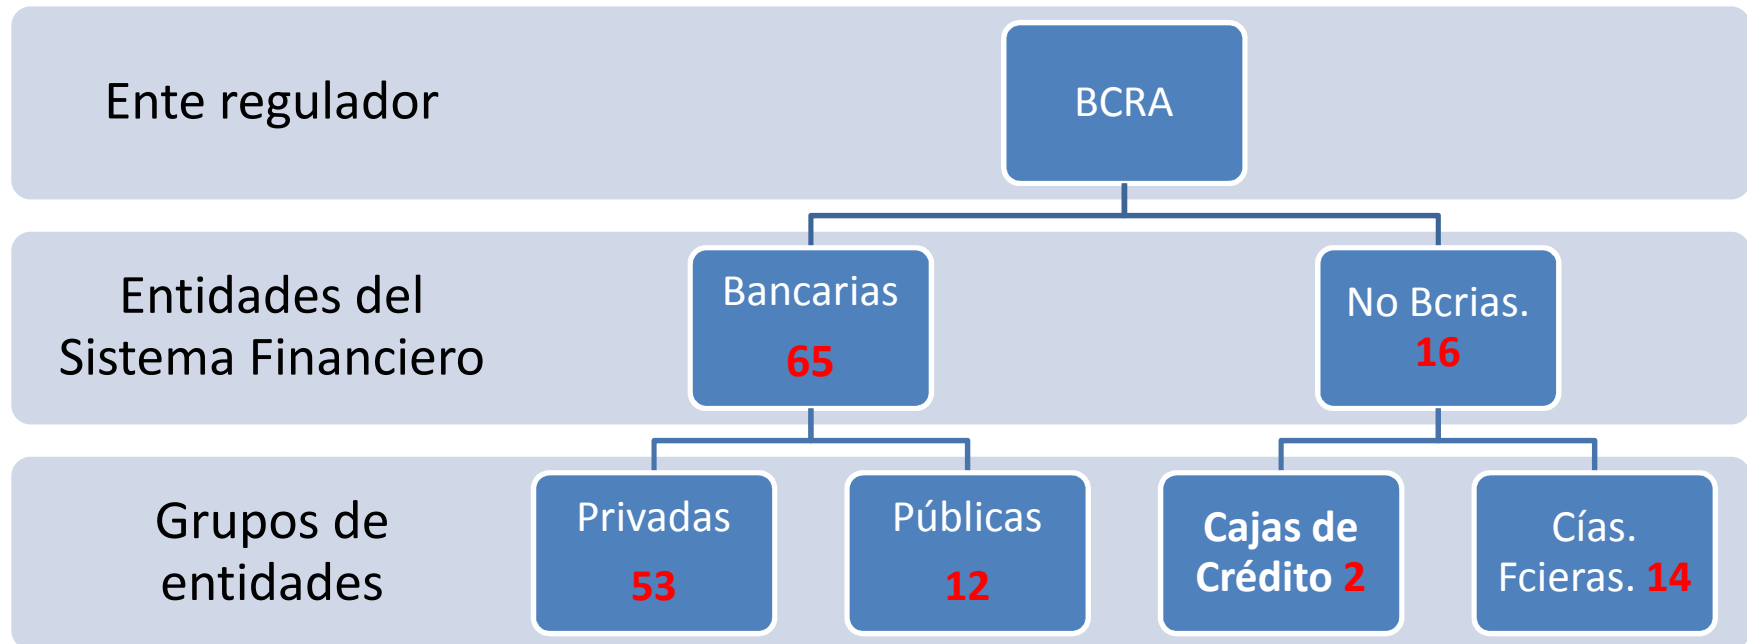 Ente regulador
BCRA
Entidades del
Sistema Financiero
Bancarias
65
No Bcrias.
16
Grupos de
entidades
Privadas
53
Públicas
12
Cajas de
Crédito 2
Cías.
Fcieras. 14